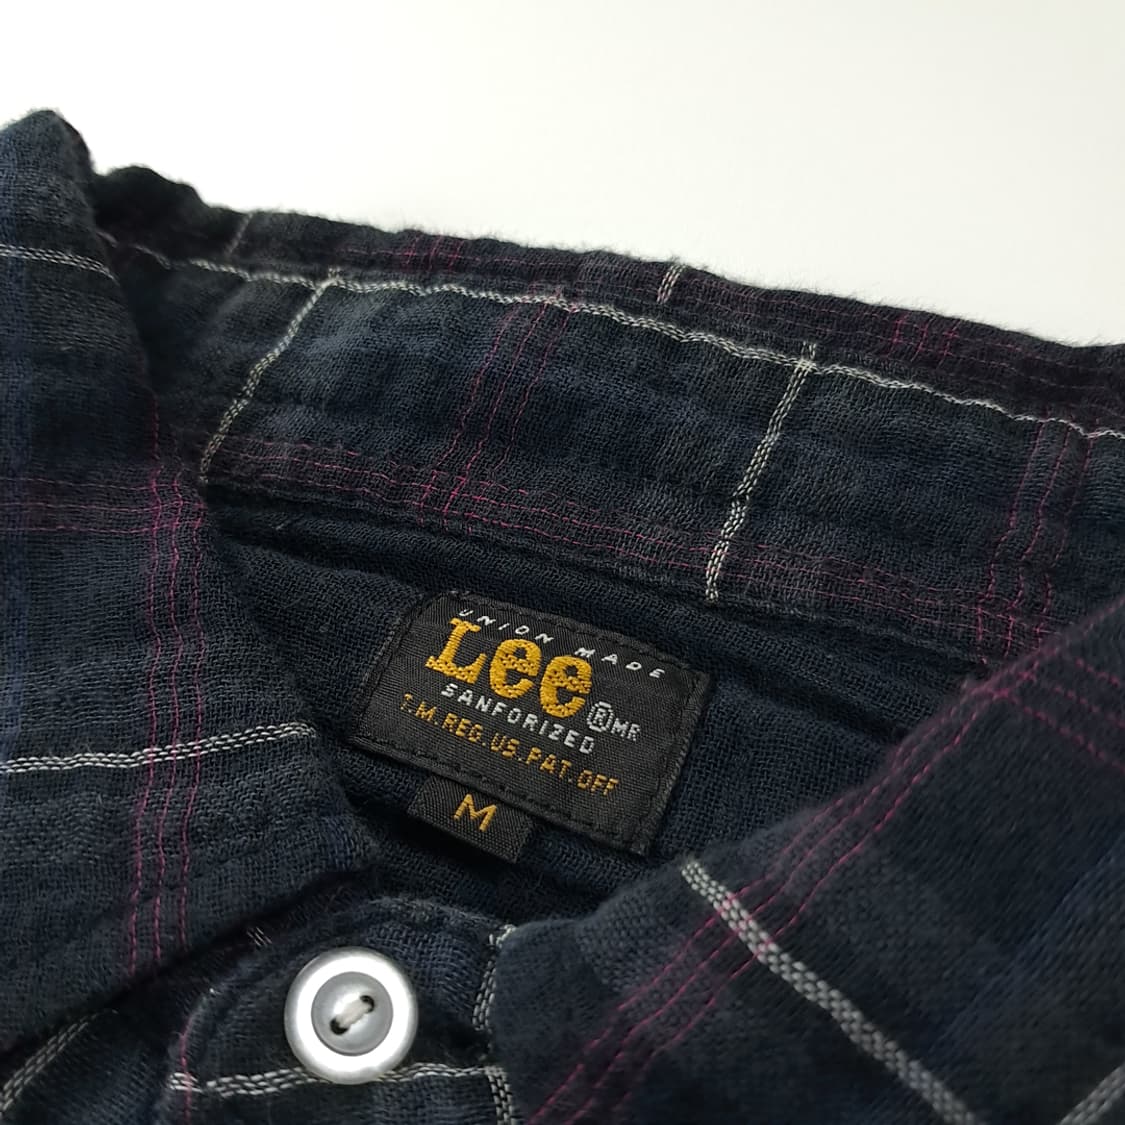 UNION MADE
Lee
® MR
SANFORIZED
T.M.REG.US.PAT.OFF
M